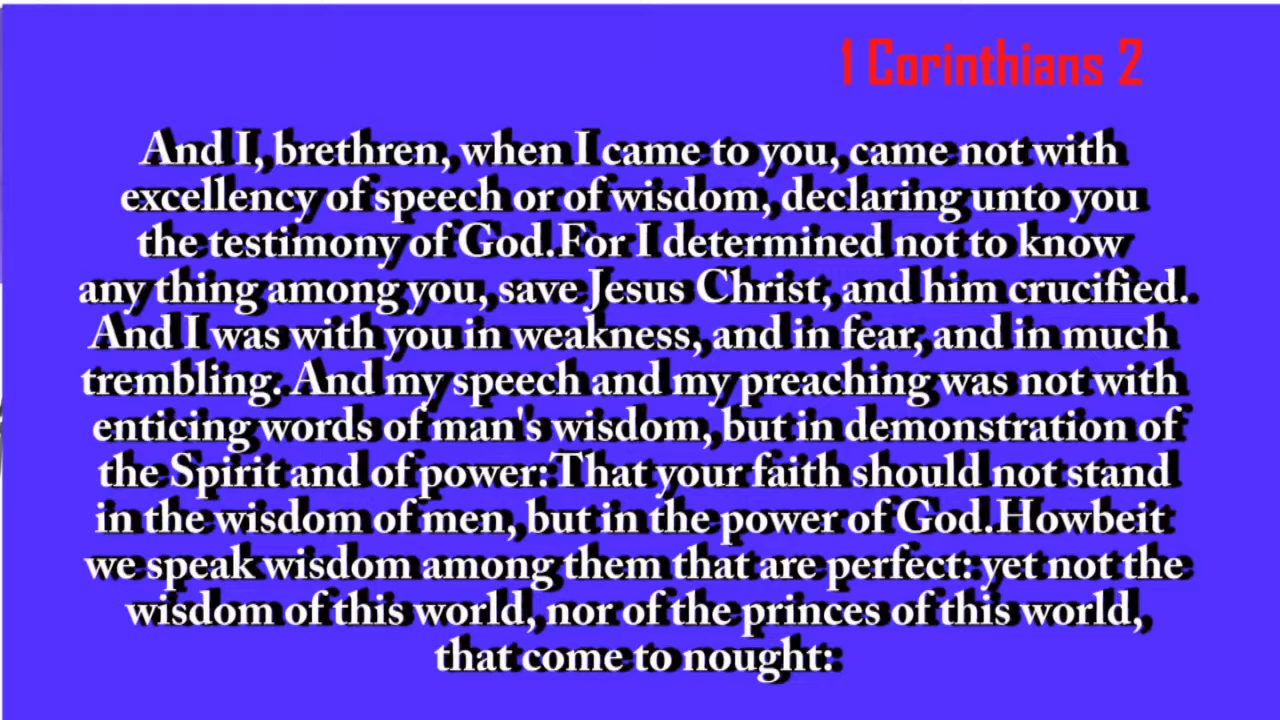 1 Corinthians 2
And I, brethren, when I came to you, came not with
excellency of speech or of wisdom, declaring unto you
the testimony of God.For I determined not to know
any thing among you, save Jesus Christ, and him crucified.
And I was with you in weakness, and in fear, and in much
trembling. And my speech and my preaching was not with
enticing words of man's wisdom, but in demonstration of
the Spirit and of power:That your faith should not stand
in the wisdom of men, but in the power of God.Howbeit
we speak wisdom among them that are perfect: yet not the
wisdom of this world, nor of the princes of this world,
that come to nought: